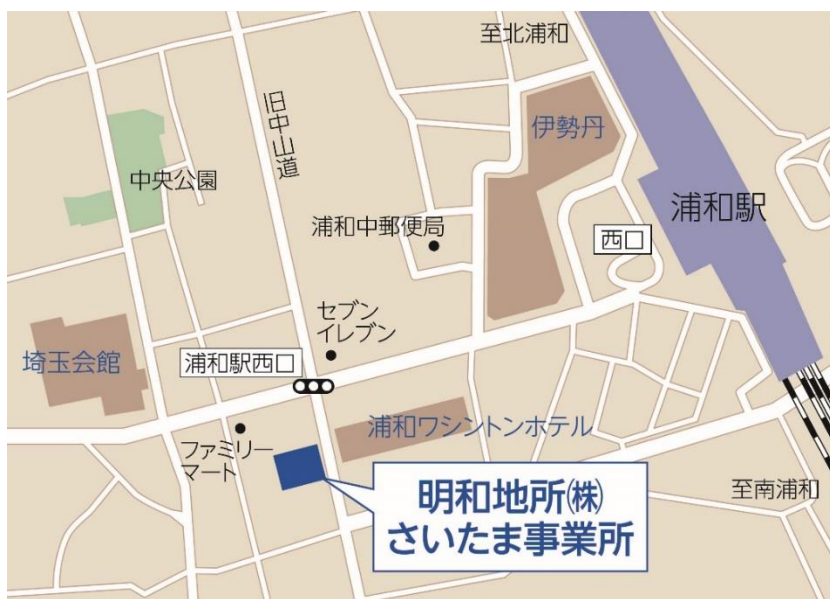 至北浦和
伊勢丹
旧中山道
中央公園
浦和駅
浦和中郵便局
西口
セブン
イレブン
埼玉会館
浦和駅西口
浦和ワシントンホテル
ファミリー
マート
明和地所㈱
さいたま事業所
至南浦和